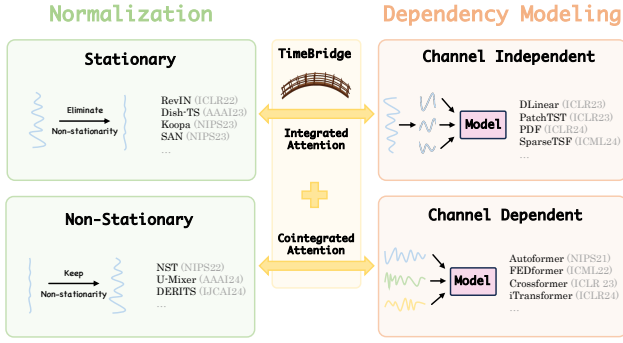 Normalization
Dependency Modeling
Stationary
Eliminate
Non-stationarity
RevIN (ICLR22)
Dish-TS (AAAI23)
Koopa (NIPS23)
SAN (NIPS23)
...
TimeBridge
Integrated
Attention
Cointegrated
Attention
Channel Independent
Model
DLinear (ICLR23)
PatchTST (ICLR23)
PDF (ICLR24)
SparseTSF (ICML24)
...
Non-Stationary
Keep
Non-stationarity
NST (NIPS22)
U-Mixer (AAAI24)
DERITS (IJCAI24)
...
Channel Dependent
Model
Autoformer (NIPS21)
FEDformer (ICML22)
Crossformer (ICLR 23)
iTransformer (ICLR24)
...